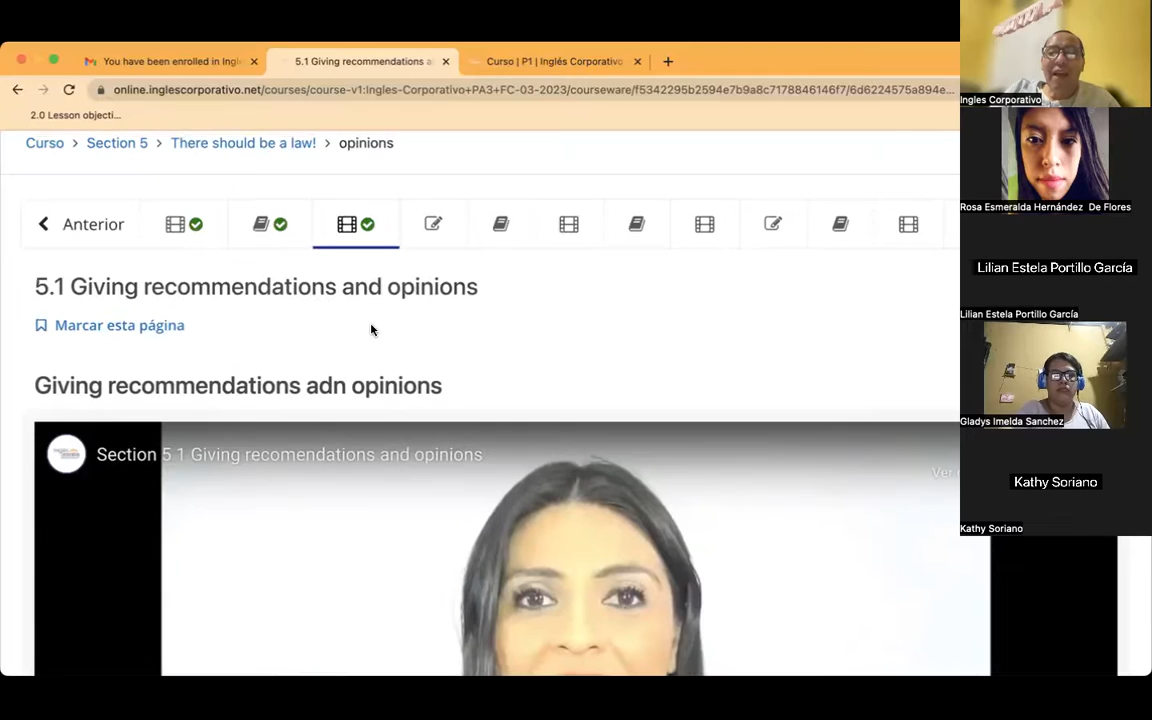 You have been enrolled in Ingl
5.1 Giving recommendations a
Curso | P1 | Inglés Corporativo
online.inglescorporativo.net/courses/course-v1:Ingles-Corporativo+PA3+FC-03-2023/courseware/f5342295b2594e7b9a8c7178846146f7/6d6224575a894e...
2.0 Lesson objecti...
Curso > Section 5 > There should be a law! > opinions
Anterior
5.1 Giving recommendations and opinions
Marcar esta página
Giving recommendations adn opinions
Section 5 1 Giving recomendations and opinions
Ver
Ingles Corporativo
Rosa Esmeralda Hernández De Flores
Lilian Estela Portillo García
Lilian Estela Portillo García
Gladys Imelda Sanchez
Kathy Soriano
Kathy Soriano